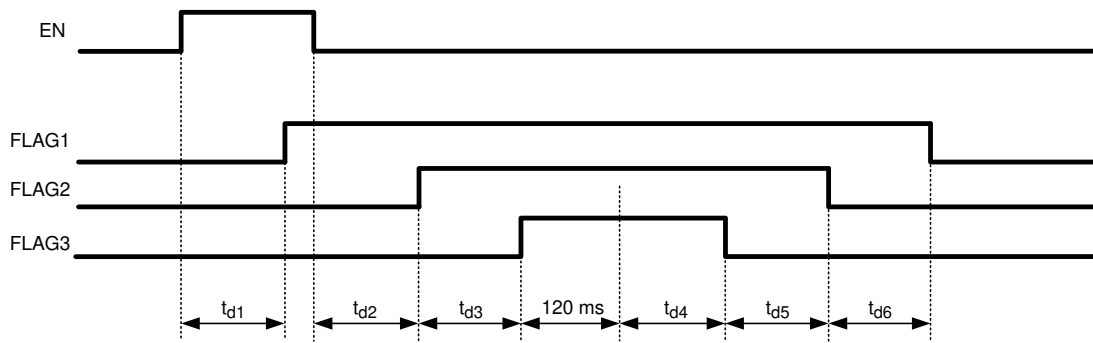 EN
FLAG1
FLAG2
FLAG3
td1 td2 td3 120 ms td4 td5 td6